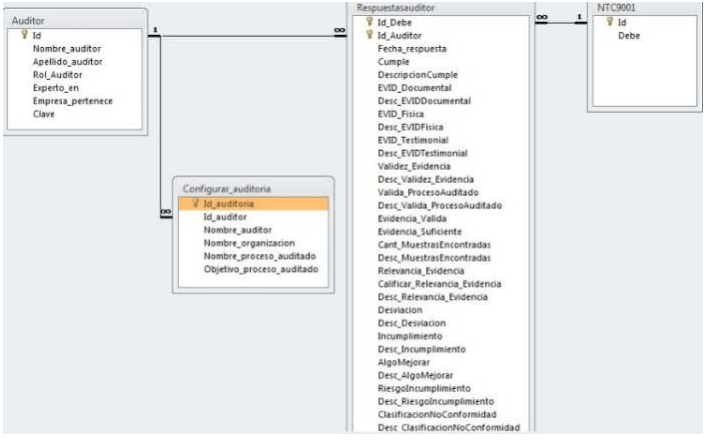 Auditor
Id
Nombre_auditor
Apellido_auditor
Rol_Auditor
Experto_en
Empresa_pertenece
Clave
1
∞
∞
Configurar_auditoria
Id_auditoria
Id_auditor
Nombre_auditor
Nombre_organizacion
Nombre_proceso_auditado
Objetivo_proceso_auditado
Respuestasauditor
Id_Debe
Id_Auditor
Fecha_respuesta
Cumple
DescripcionCumple
EVID_Documental
Desc_EVIDDocumental
EVID_Fisica
Desc_EVIDFisica
EVID_Testimonial
Desc_EVIDTestimonial
Validez_Evidencia
Desc_Validez_Evidencia
Valida_ProcesoAuditado
Desc_Valida_ProcesoAuditado
Evidencia_Valida
Evidencia_Suficiente
Cant_MuestrasEncontradas
Desc_MuestrasEncontradas
Relevancia_Evidencia
Calificar_Relevancia_Evidencia
Desc_Relevancia_Evidencia
Desviacion
Desc_Desviacion
Incumplimiento
Desc_Incumplimiento
AlgoMejorar
Desc_AlgoMejorar
RiesgoIncumplimiento
Desc_RiesgoIncumplimiento
ClasificacionNoConformidad
Desc_ClasificacionNoConformidad
∞
1
NTC9001
Id
Debe